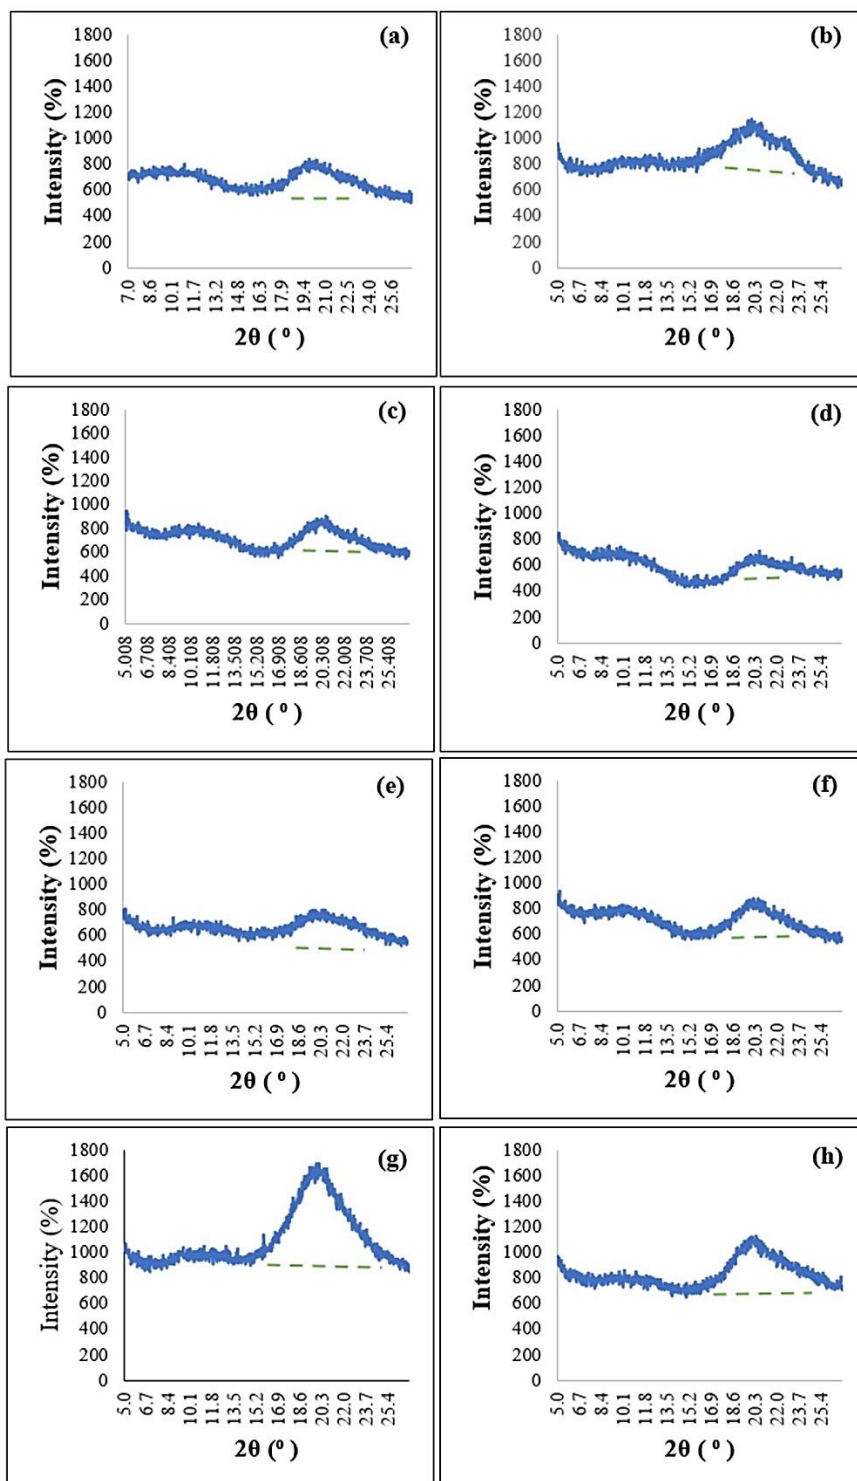 (a)
Intensity (%)
1800
1600
1400
1200
1000
800
600
400
200
0
7.0 8.6 10.1 11.7 13.2 14.8 16.3 17.9 19.4 21.0 22.5 24.0 25.6
2θ ( ⁰ )
(b)
Intensity (%)
1800
1600
1400
1200
1000
800
600
400
200
0
5.0 6.7 8.4 10.1 11.8 13.5 15.2 16.9 18.6 20.3 22.0 23.7 25.4
2θ ( ⁰ )
(c)
Intensity (%)
1800
1600
1400
1200
1000
800
600
400
200
0
5.008 6.708 8.408 10.108 11.808 13.508 15.208 16.908 18.608 20.308 22.008 23.708 25.408
2θ ( ⁰ )
(d)
Intensity (%)
1800
1600
1400
1200
1000
800
600
400
200
0
5.0 6.7 8.4 10.1 11.8 13.5 15.2 16.9 18.6 20.3 22.0 23.7 25.4
2θ ( ⁰ )
(e)
Intensity (%)
1800
1600
1400
1200
1000
800
600
400
200
0
5.0 6.7 8.4 10.1 11.8 13.5 15.2 16.9 18.6 20.3 22.0 23.7 25.4
2θ ( ⁰ )
(f)
Intensity (%)
1800
1600
1400
1200
1000
800
600
400
200
0
5.0 6.7 8.4 10.1 11.8 13.5 15.2 16.9 18.6 20.3 22.0 23.7 25.4
2θ ( ⁰ )
(g)
Intensity (%)
1800
1600
1400
1200
1000
800
600
400
200
0
5.0 6.7 8.4 10.1 11.8 13.5 15.2 16.9 18.6 20.3 22.0 23.7 25.4
2θ (⁰)
(h)
Intensity (%)
1800
1600
1400
1200
1000
800
600
400
200
0
5.0 6.7 8.4 10.1 11.8 13.5 15.2 16.9 18.6 20.3 22.0 23.7 25.4
2θ ( ⁰ )